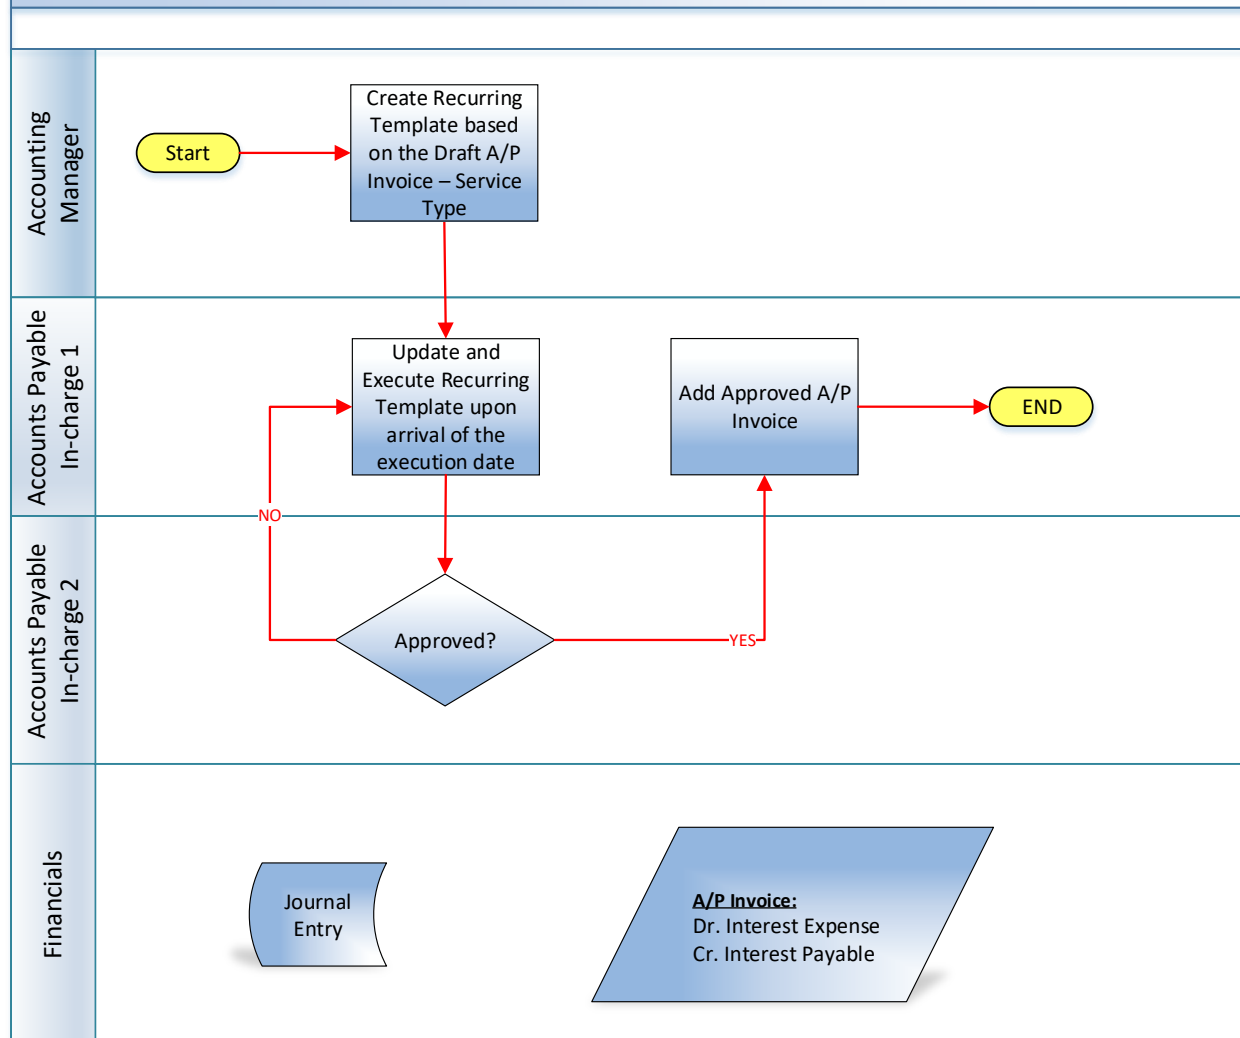 Accounting
Manager
Start
Create Recurring
Template based
on the Draft A/P
Invoice – Service
Type
Accounts Payable
In-charge 1
Update and
Execute Recurring
Template upon
arrival of the
execution date
Add Approved A/P
Invoice
END
NO
Accounts Payable
In-charge 2
Approved?
YES
Financials
Journal
Entry
A/P Invoice:
Dr. Interest Expense
Cr. Interest Payable